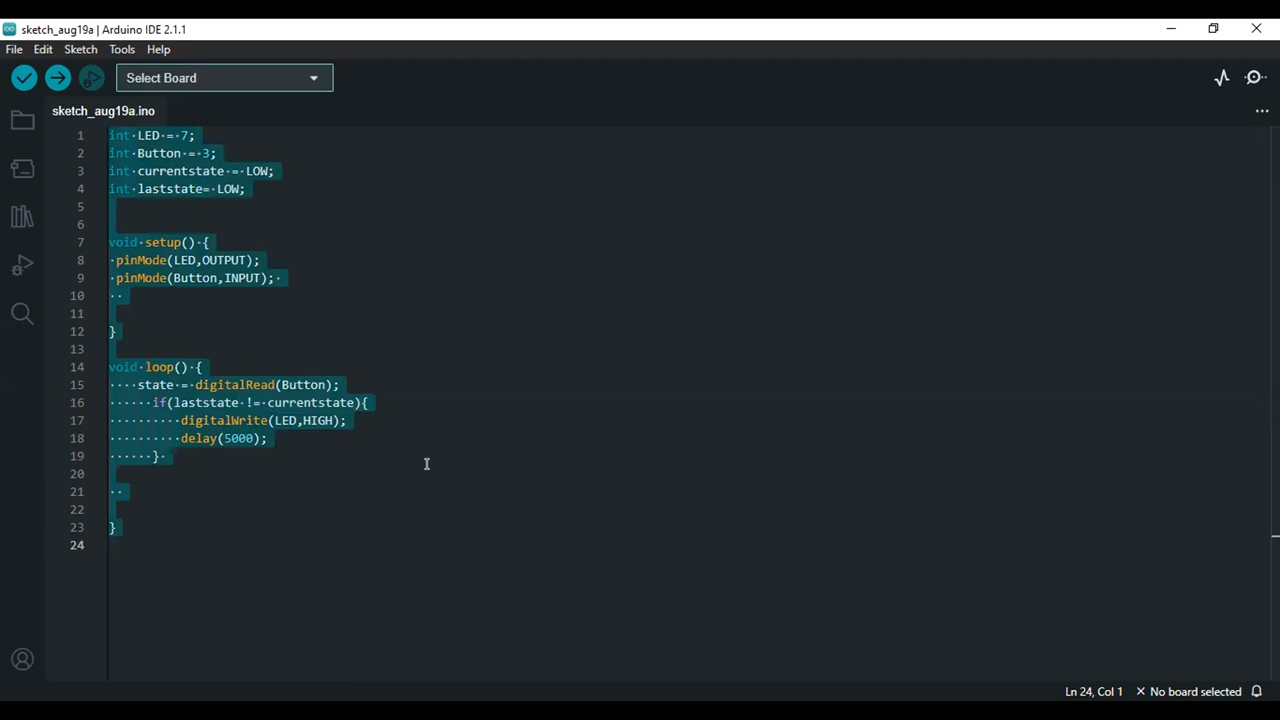 sketch_aug19a | Arduino IDE 2.1.1
File Edit Sketch Tools Help
Select Board
sketch_aug19a.ino
1 int LED = 7;
2 int Button = 3;
3 int currentstate = LOW;
4 int laststate= LOW;
5
6
7 void setup() {
8 pinMode(LED,OUTPUT);
9 pinMode(Button,INPUT);
10
11
12 }
13
14 void loop() {
15 state = digitalRead(Button);
16 if(laststate != currentstate){
17 digitalWrite(LED,HIGH);
18 delay(5000);
19 }
20
21
22
23 }
24
Ln 24, Col 1 × No board selected